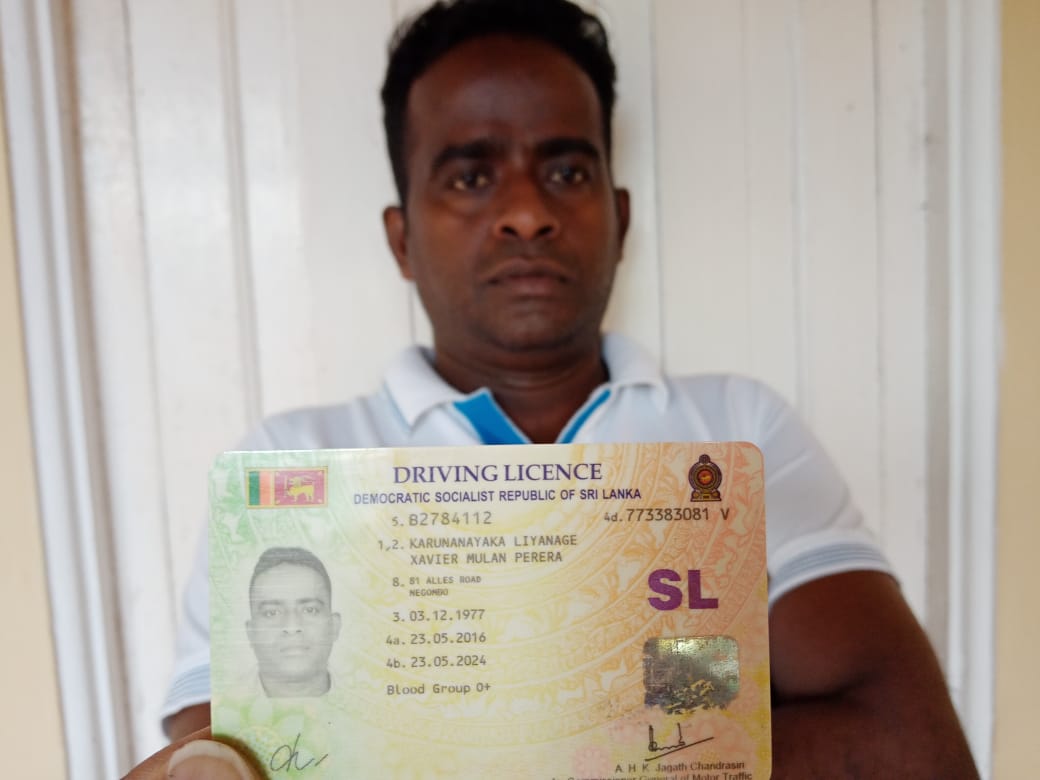 DRIVING LICENCE
DEMOCRATIC SOCIALIST REPUBLIC OF SRI LANKA
5. B2784112 4d. 773383081 V
1,2. KARUNANAYAKA LIYANAGE
XAVIER MULAN PERERA
8. 51 ALLES ROAD
NEGOMBO
SL
3. 03.12.1977
4a. 23.05.2016
4b. 23.05.2024
Blood Group O+
A. H. K. Jagath Chandrasiri
Commissioner General of Motor Traffic